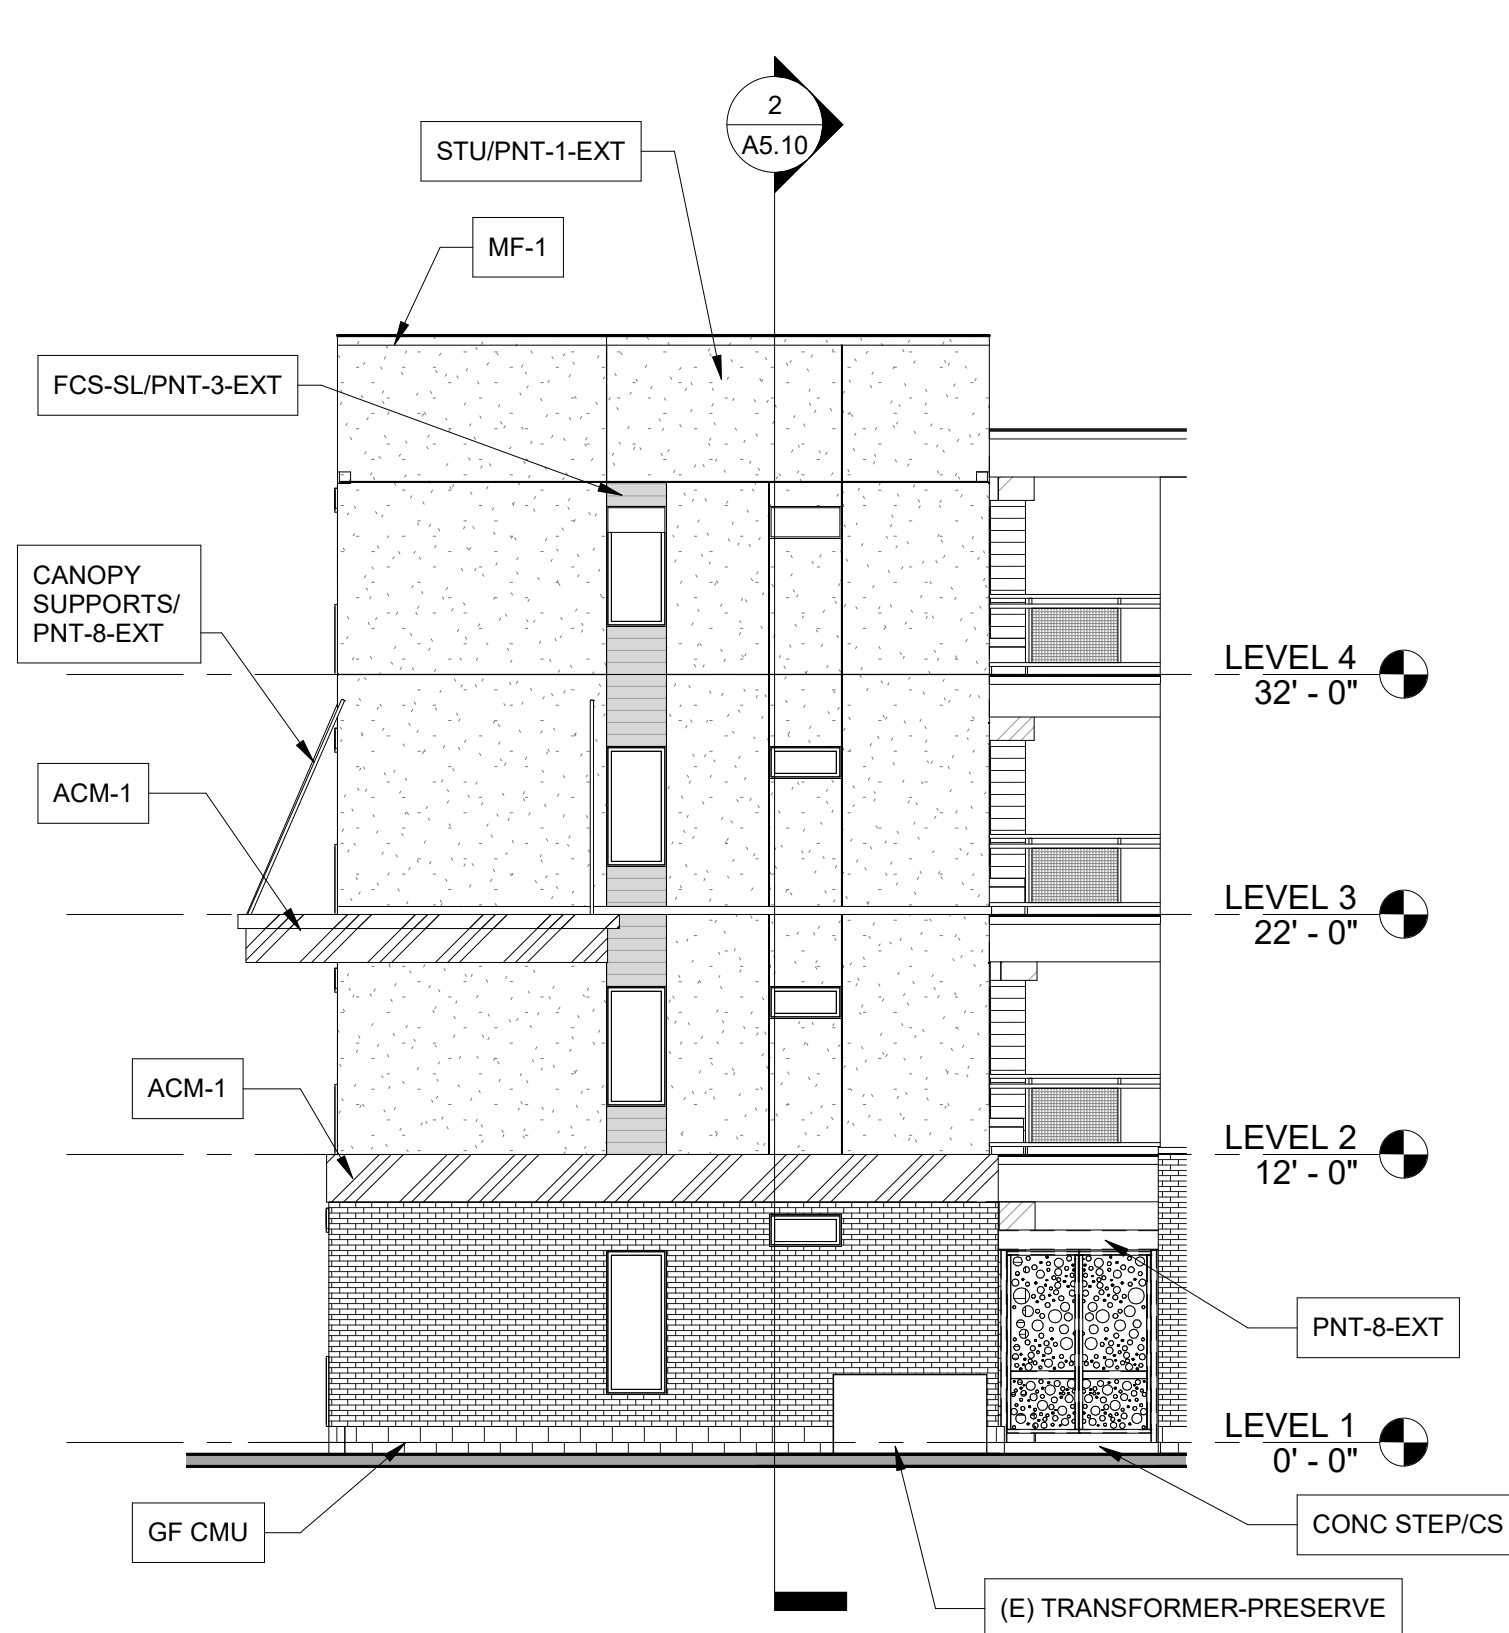 2
A5.10
STU/PNT-1-EXT
MF-1
FCS-SL/PNT-3-EXT
CANOPY
SUPPORTS/
PNT-8-EXT
LEVEL 4
32' - 0"
ACM-1
LEVEL 3
22' - 0"
ACM-1
LEVEL 2
12' - 0"
PNT-8-EXT
LEVEL 1
0' - 0"
GF CMU
CONC STEP/CS
(E) TRANSFORMER-PRESERVE